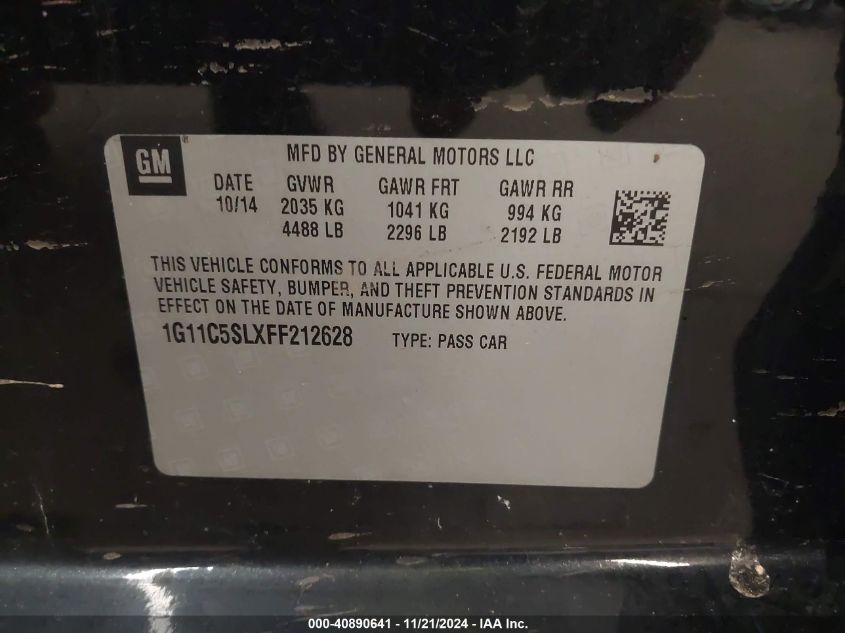 GM
MFD BY GENERAL MOTORS LLC
DATE GVWR GAWR FRT GAWR RR
10/14 2035 KG 1041 KG 994 KG
4488 LB 2296 LB 2192 LB
THIS VEHICLE CONFORMS TO ALL APPLICABLE U.S. FEDERAL MOTOR
VEHICLE SAFETY, BUMPER, AND THEFT PREVENTION STANDARDS IN
EFFECT ON THE DATE OF MANUFACTURE SHOWN ABOVE.
1G11C5SLXFF212628 TYPE: PASS CAR
000-40890641 - 11/21/2024 - IAA Inc.